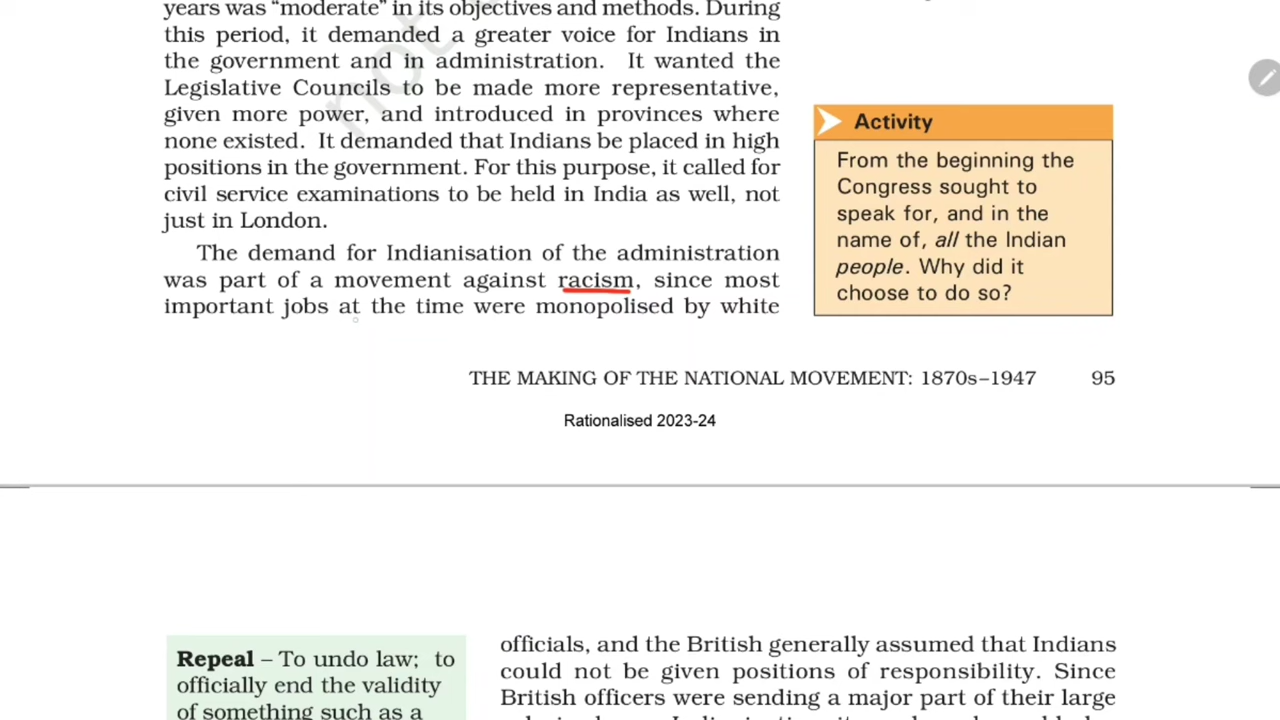 years was “moderate” in its objectives and methods. During
this period, it demanded a greater voice for Indians in
the government and in administration. It wanted the
Legislative Councils to be made more representative,
given more power, and introduced in provinces where
none existed. It demanded that Indians be placed in high
positions in the government. For this purpose, it called for
civil service examinations to be held in India as well, not
just in London.
The demand for Indianisation of the administration
was part of a movement against racism, since most
important jobs at the time were monopolised by white
Activity
From the beginning the
Congress sought to
speak for, and in the
name of, all the Indian
people. Why did it
choose to do so?
THE MAKING OF THE NATIONAL MOVEMENT: 1870s–1947 95
Rationalised 2023-24
Repeal – To undo law; to
officially end the validity
of something such as a
officials, and the British generally assumed that Indians
could not be given positions of responsibility. Since
British officers were sending a major part of their large